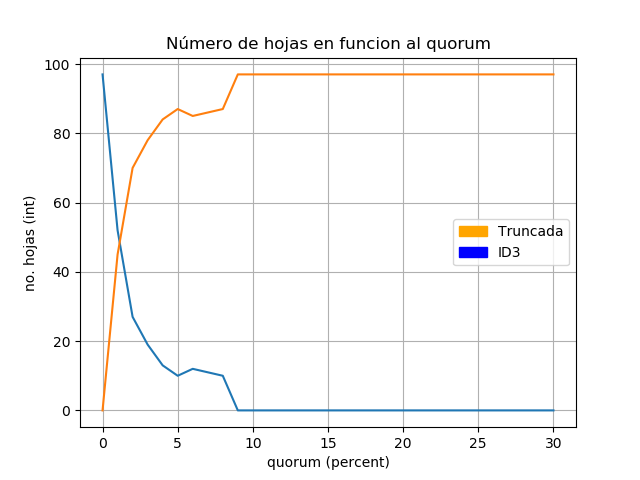 Número de hojas en funcion al quorum
no. hojas (int)
100
80
60
40
20
0
Truncada
ID3
0 5 10 15 20 25 30
quorum (percent)